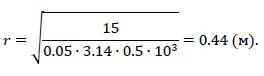 r = √(15 / (0.05 · 3.14 · 0.5 · 10³)) = 0.44 (м).